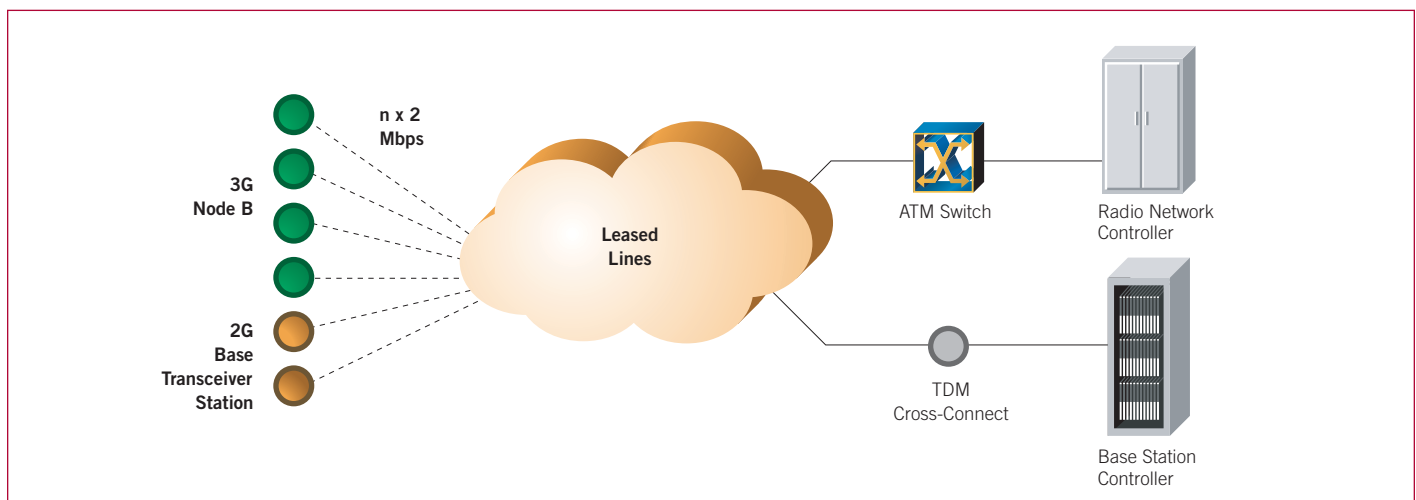 n x 2
Mbps
3G
Node B
2G
Base
Transceiver
Station
Leased
Lines
ATM Switch
Radio Network
Controller
TDM
Cross-Connect
Base Station
Controller